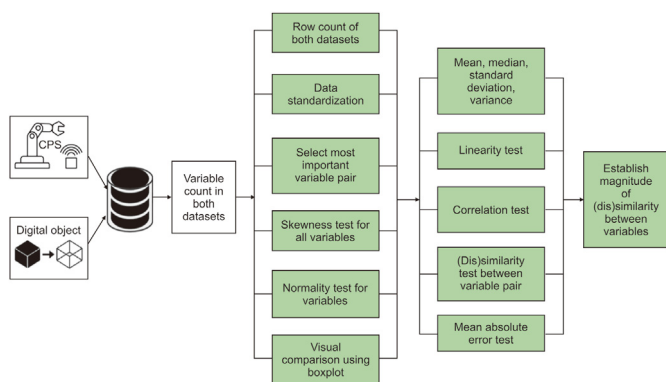 CPS
Digital object
Variable
count in
both
datasets
Row count of
both datasets
Data
standardization
Select most
important
variable pair
Skewness test for
all variables
Normality test for
variables
Visual
comparison using
boxplot
Mean, median,
standard
deviation,
variance
Linearity test
Correlation test
(Dis)similarity
test between
variable pair
Mean absolute
error test
Establish
magnitude
of
(dis)similarity
between
variables